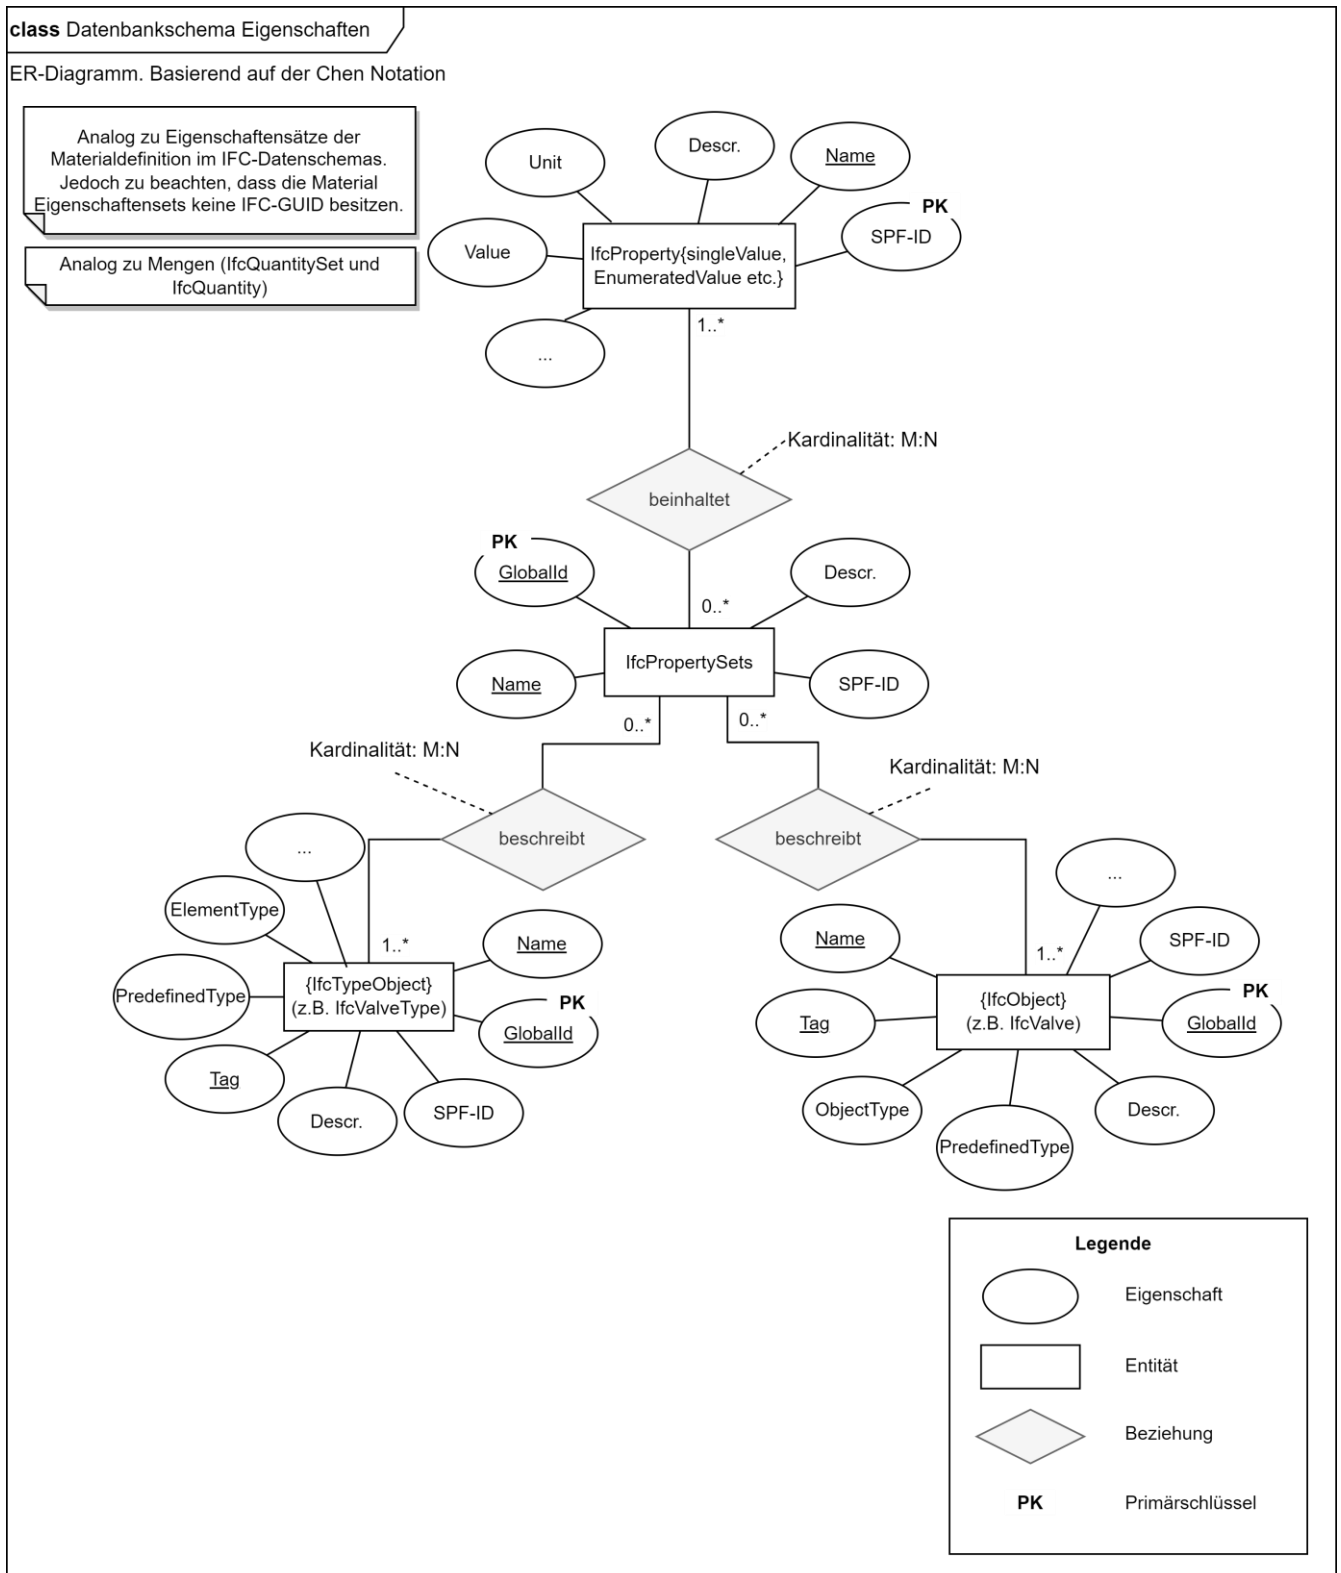 class Datenbankschema Eigenschaften
ER-Diagramm. Basierend auf der Chen Notation
Analog zu Eigenschaftensätze der
Materialdefinition im IFC-Datenschemas.
Jedoch zu beachten, dass die Material
Eigenschaftensets keine IFC-GUID besitzen.
Analog zu Mengen (IfcQuantitySet und
IfcQuantity)
Unit
Descr.
Name
PK
SPF-ID
Value
IfcProperty{singleValue,
EnumeratedValue etc.}
...
1..*
Kardinalität: M:N
beinhaltet
PK
GlobalId
Descr.
0..*
Name
IfcPropertySets
SPF-ID
0..*
0..*
Kardinalität: M:N
Kardinalität: M:N
beschreibt
beschreibt
...
ElementType
Name
1..*
PredefinedType
{IfcTypeObject}
(z.B. IfcValveType)
PK
GlobalId
Tag
Descr.
SPF-ID
...
Name
SPF-ID
1..*
{IfcObject}
(z.B. IfcValve)
PK
GlobalId
Tag
ObjectType
PredefinedType
Descr.
Legende
Eigenschaft
Entität
Beziehung
PK
Primärschlüssel